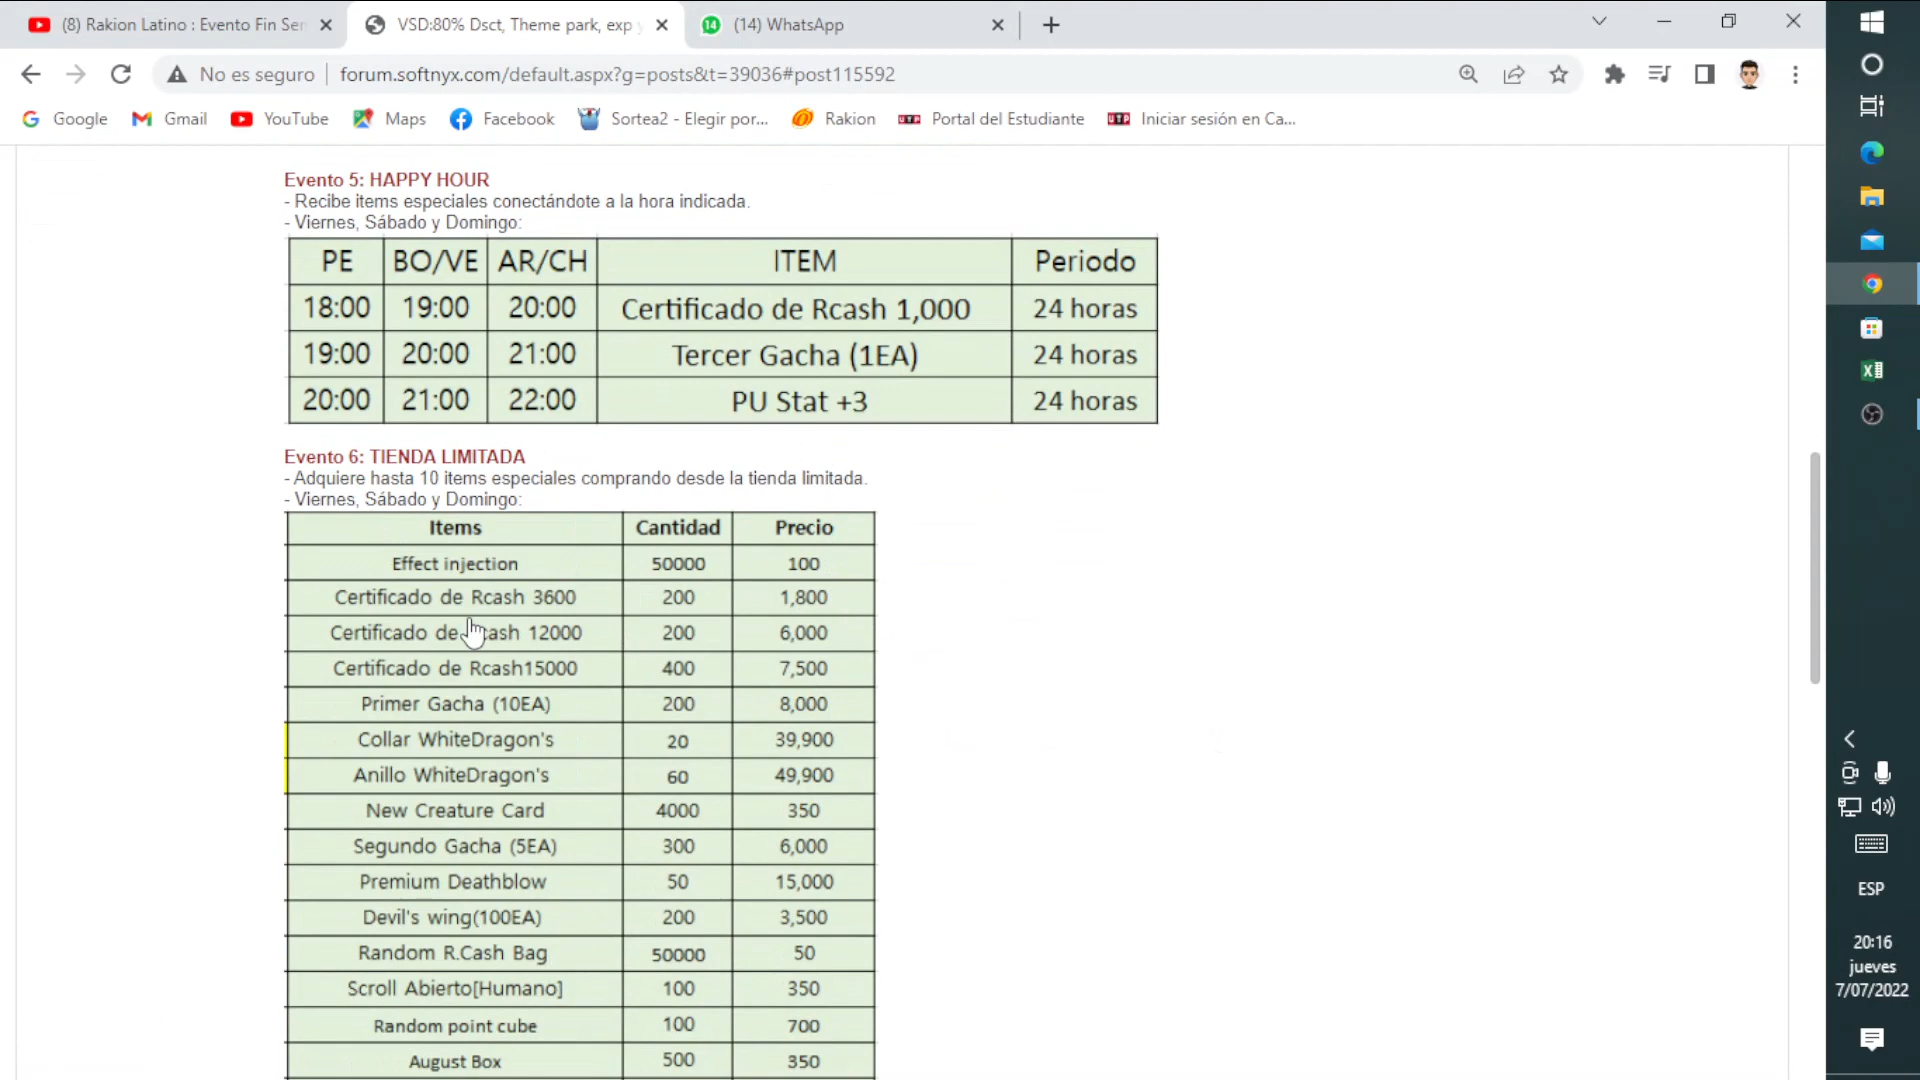 (8) Rakion Latino : Evento Fin Ser
VSD:80% Dsct, Theme park, exp y
14 (14) WhatsApp
No es seguro forum.softnyx.com/default.aspx?g=posts&t=39036#post115592
Google Gmail YouTube Maps Facebook Sortea2 - Elegir por... Rakion UTP Portal del Estudiante UTP Iniciar sesión en Ca...
Evento 5: HAPPY HOUR
- Recibe items especiales conectándote a la hora indicada.
- Viernes, Sábado y Domingo:
PE BO/VE AR/CH ITEM Periodo
18:00 19:00 20:00 Certificado de Rcash 1,000 24 horas
19:00 20:00 21:00 Tercer Gacha (1EA) 24 horas
20:00 21:00 22:00 PU Stat +3 24 horas
Evento 6: TIENDA LIMITADA
- Adquiere hasta 10 items especiales comprando desde la tienda limitada.
- Viernes, Sábado y Domingo:
Items Cantidad Precio
Effect injection 50000 100
Certificado de Rcash 3600 200 1,800
Certificado de Rcash 12000 200 6,000
Certificado de Rcash15000 400 7,500
Primer Gacha (10EA) 200 8,000
Collar WhiteDragon's 20 39,900
Anillo WhiteDragon's 60 49,900
New Creature Card 4000 350
Segundo Gacha (5EA) 300 6,000
Premium Deathblow 50 15,000
Devil's wing(100EA) 200 3,500
Random R.Cash Bag 50000 50
Scroll Abierto[Humano] 100 350
Random point cube 100 700
August Box 500 350
ESP
20:16
jueves
7/07/2022